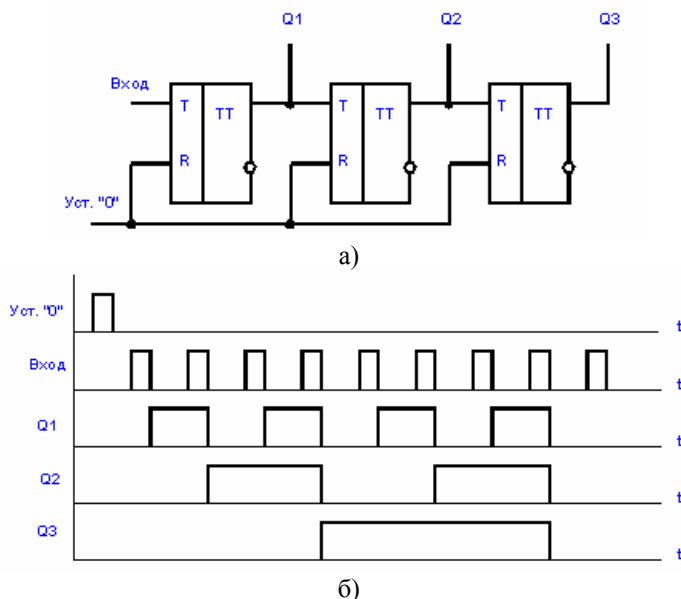 Q1 Q2 Q3
Вход
T TT T TT T TT
R R R
Уст. "0"
а)
Уст. "0" t
Вход t
Q1 t
Q2 t
Q3 t
б)